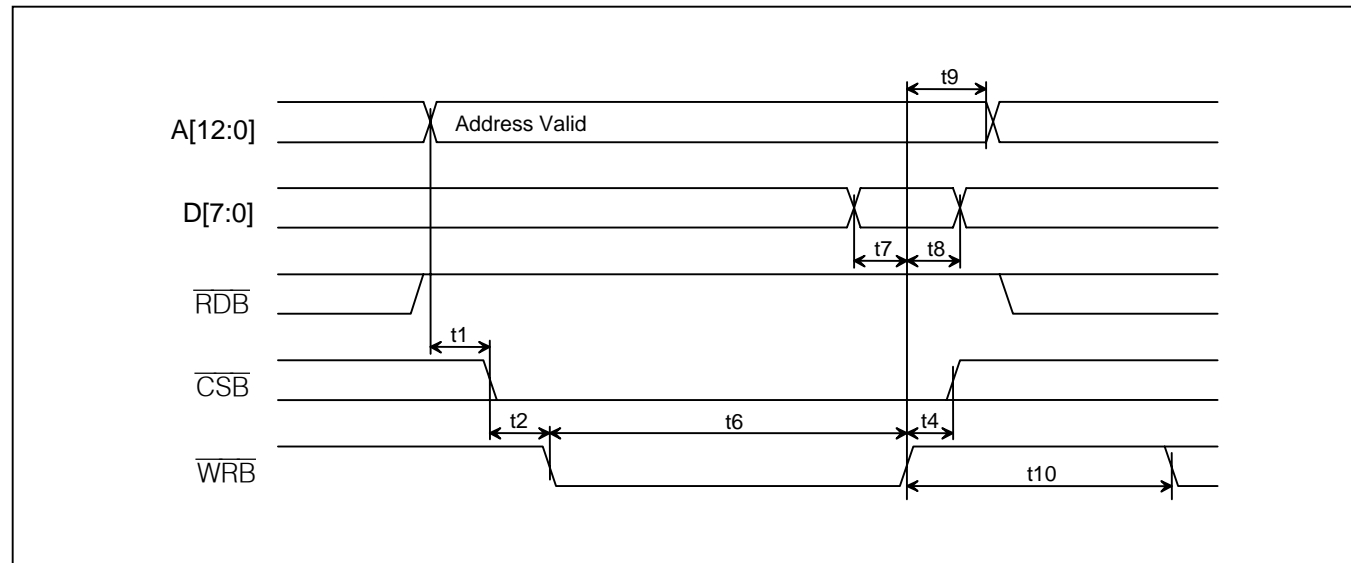 t9
A[12:0]
Address Valid
D[7:0]
t7
t8
RDB
t1
CSB
t2
t6
t4
WRB
t10